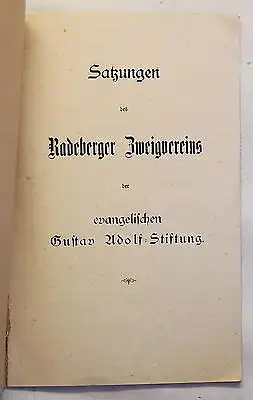 Satzungen
des
Radeberger Zweigvereins
der
evangelischen
Gustav Adolf-Stiftung.